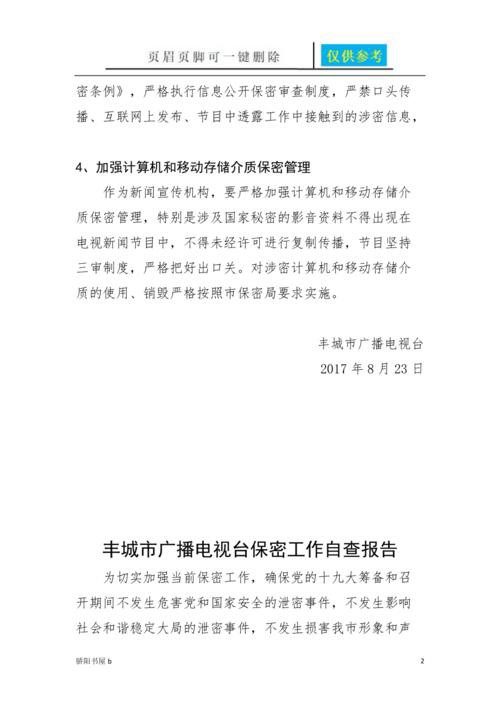 页眉页脚可一键删除
仅供参考
密条例》，严格执行信息公开保密审查制度，严禁口头传
播、互联网上发布、节目中透露工作中接触到的涉密信息，
4、加强计算机和移动存储介质保密管理
作为新闻宣传机构，要严格加强计算机和移动存储介
质保密管理，特别是涉及国家秘密的影音资料不得出现在
电视新闻节目中，不得未经许可进行复制传播，节目坚持
三审制度，严格把好出口关。对涉密计算机和移动存储介
质的使用、销毁严格按照市保密局要求实施。
丰城市广播电视台
2017 年 8 月 23 日
丰城市广播电视台保密工作自查报告
为切实加强当前保密工作，确保党的十九大筹备和召
开期间不发生危害党和国家安全的泄密事件，不发生影响
社会和谐稳定大局的泄密事件，不发生损害我市形象和声
骄阳书屋 b
2